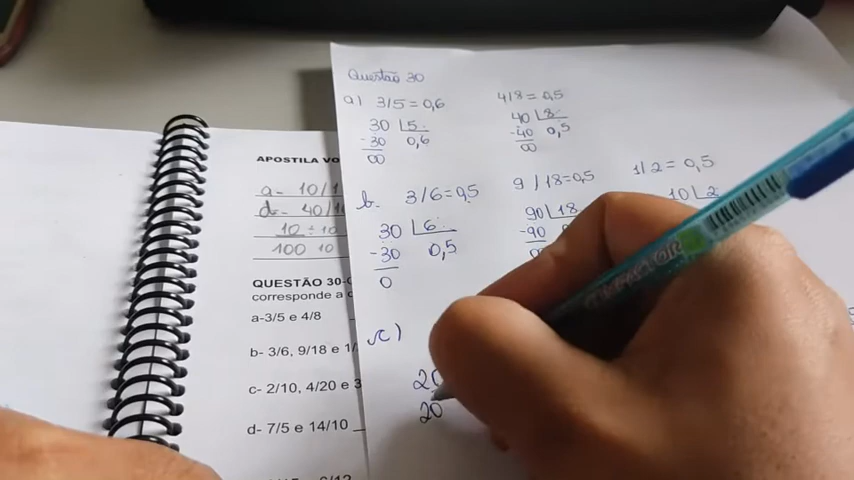 Questão 30
a) 3/5 = 0,6
4/8 = 0,5
30 5
-30 0,6
00
40 8
-40 0,5
00
b- 3/6 = 0,5
9/18 = 0,5
1/2 = 0,5
30 6
-30 0,5
0
90 18
-90
10 2
c)
20
20
APOSTILA VO
a- 10/1
d- 40/10
10 ÷ 10
100 10
QUESTÃO 30-
corresponde a
a-3/5 e 4/8
b- 3/6, 9/18 e 1/
c- 2/10, 4/20 e 3
d- 7/5 e 14/10
COMPACTOR